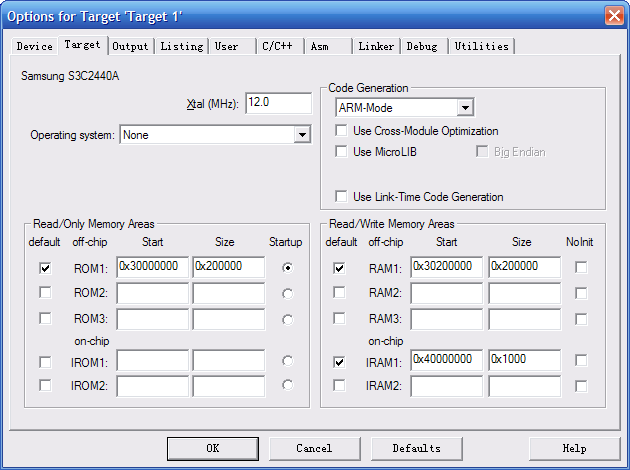 Options for Target 'Target 1'
Device Target Output Listing User C/C++ Asm Linker Debug Utilities
Samsung S3C2440A
Xtal (MHz): 12.0
Operating system: None
Code Generation
ARM-Mode
Use Cross-Module Optimization
Use MicroLIB Big Endian
Use Link-Time Code Generation
Read/Only Memory Areas
default off-chip Start Size Startup
ROM1: 0x30000000 0x200000
ROM2:
ROM3:
on-chip
IROM1:
IROM2:
Read/Write Memory Areas
default off-chip Start Size NoInit
RAM1: 0x30200000 0x200000
RAM2:
RAM3:
on-chip
IRAM1: 0x40000000 0x1000
IRAM2:
OK Cancel Defaults Help